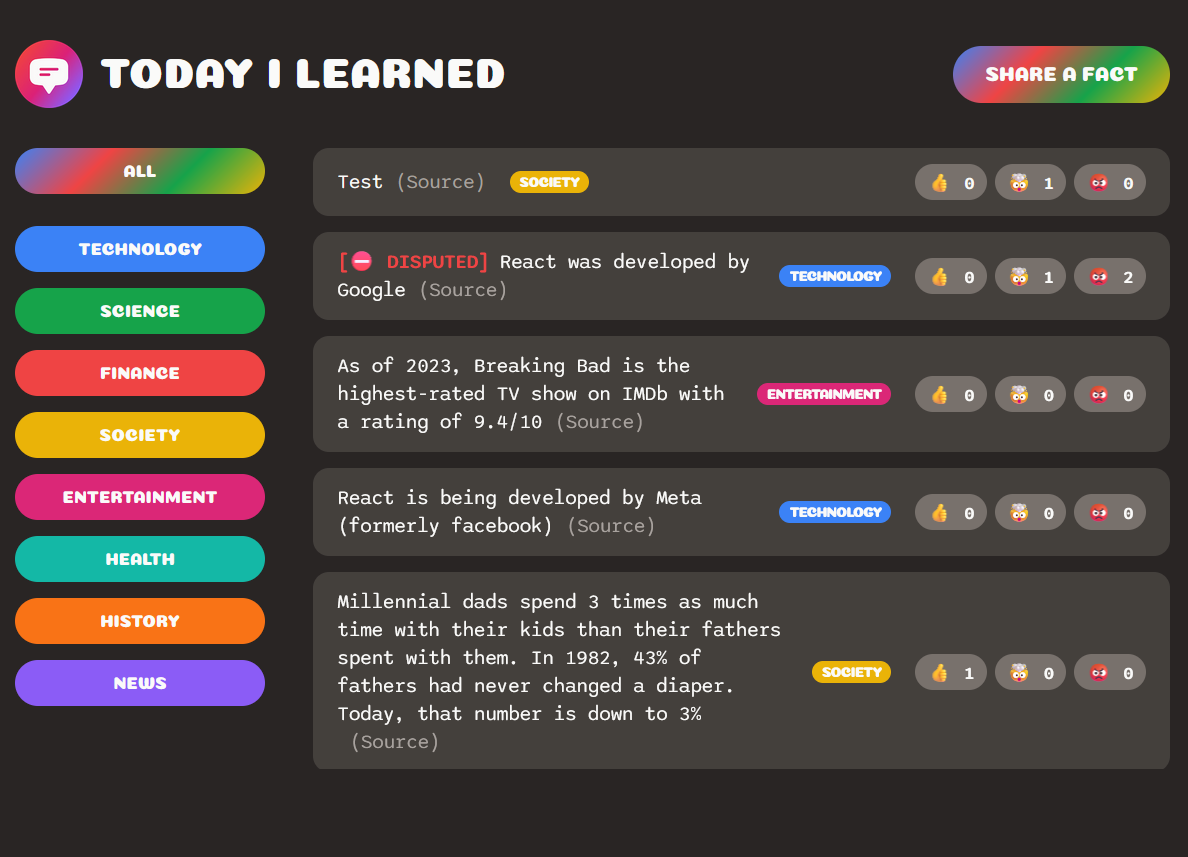 TODAY I LEARNED
SHARE A FACT
ALL
TECHNOLOGY
SCIENCE
FINANCE
SOCIETY
ENTERTAINMENT
HEALTH
HISTORY
NEWS
Test (Source) SOCIETY 👍 0 🤯 1 😡 0
[⛔ DISPUTED] React was developed by
Google (Source)
TECHNOLOGY 👍 0 🤯 1 😡 2
As of 2023, Breaking Bad is the
highest-rated TV show on IMDb with
a rating of 9.4/10 (Source)
ENTERTAINMENT 👍 0 🤯 0 😡 0
React is being developed by Meta
(formerly facebook) (Source)
TECHNOLOGY 👍 0 🤯 0 😡 0
Millennial dads spend 3 times as much
time with their kids than their fathers
spent with them. In 1982, 43% of
fathers had never changed a diaper.
Today, that number is down to 3%
(Source)
SOCIETY 👍 1 🤯 0 😡 0